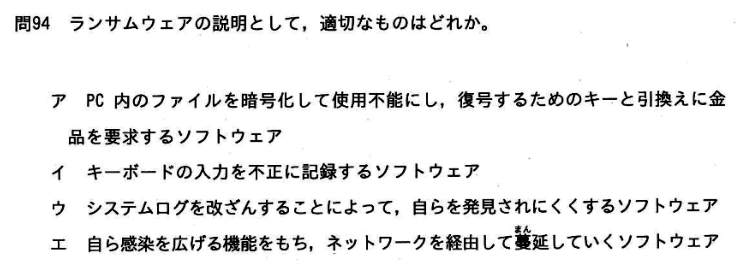 問94 ランサムウェアの説明として，適切なものはどれか。
ア PC 内のファイルを暗号化して使用不能にし，復号するためのキーと引換えに金
品を要求するソフトウェア
イ キーボードの入力を不正に記録するソフトウェア
ウ システムログを改ざんすることによって，自らを発見されにくくするソフトウェア
まん
エ 自ら感染を広げる機能をもち，ネットワークを経由して蔓延していくソフトウェア